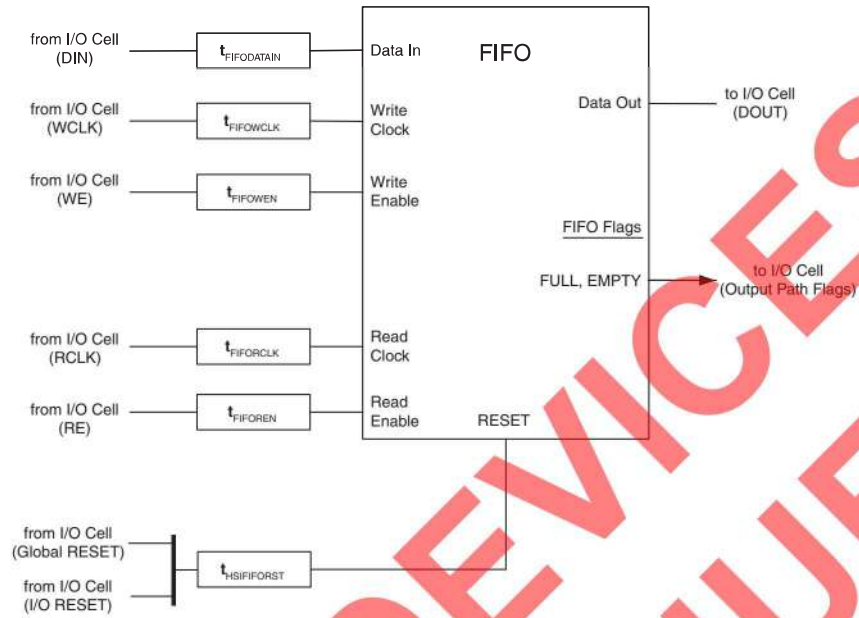 from I/O Cell
(DIN)
tFIFODATAIN
Data In
FIFO
from I/O Cell
(WCLK)
tFIFOWCLK
Write
Clock
Data Out
to I/O Cell
(DOUT)
from I/O Cell
(WE)
tFIFOWEN
Write
Enable
FIFO Flags
FULL, EMPTY
to I/O Cell
(Output Path Flags)
from I/O Cell
(RCLK)
tFIFORCLK
Read
Clock
from I/O Cell
(RE)
tFIFOREN
Read
Enable
RESET
from I/O Cell
(Global RESET)
tHSIFIFORST
from I/O Cell
(I/O RESET)
DEVICES